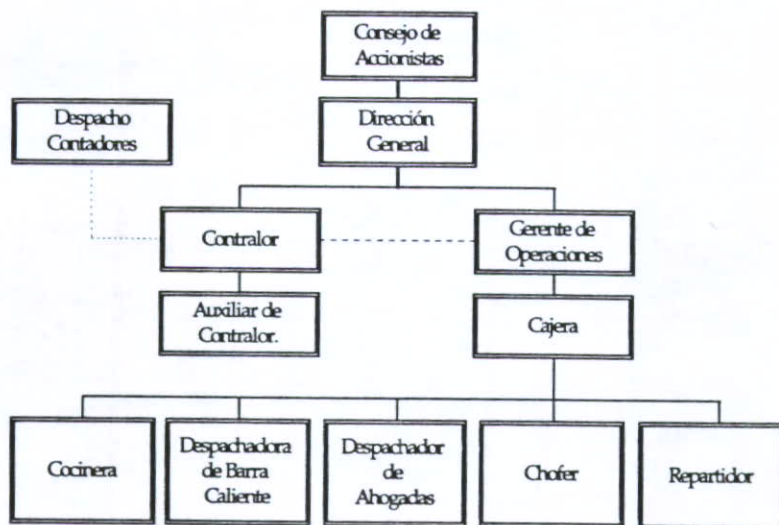 Consejo de
Accionistas
Despacho
Contadores
Dirección
General
Contralor
Gerente de
Operaciones
Auxiliar de
Contralor.
Cajera
Cocinera
Despachadora
de Barra
Caliente
Despachador
de
Ahogadas
Chofer
Repartidor